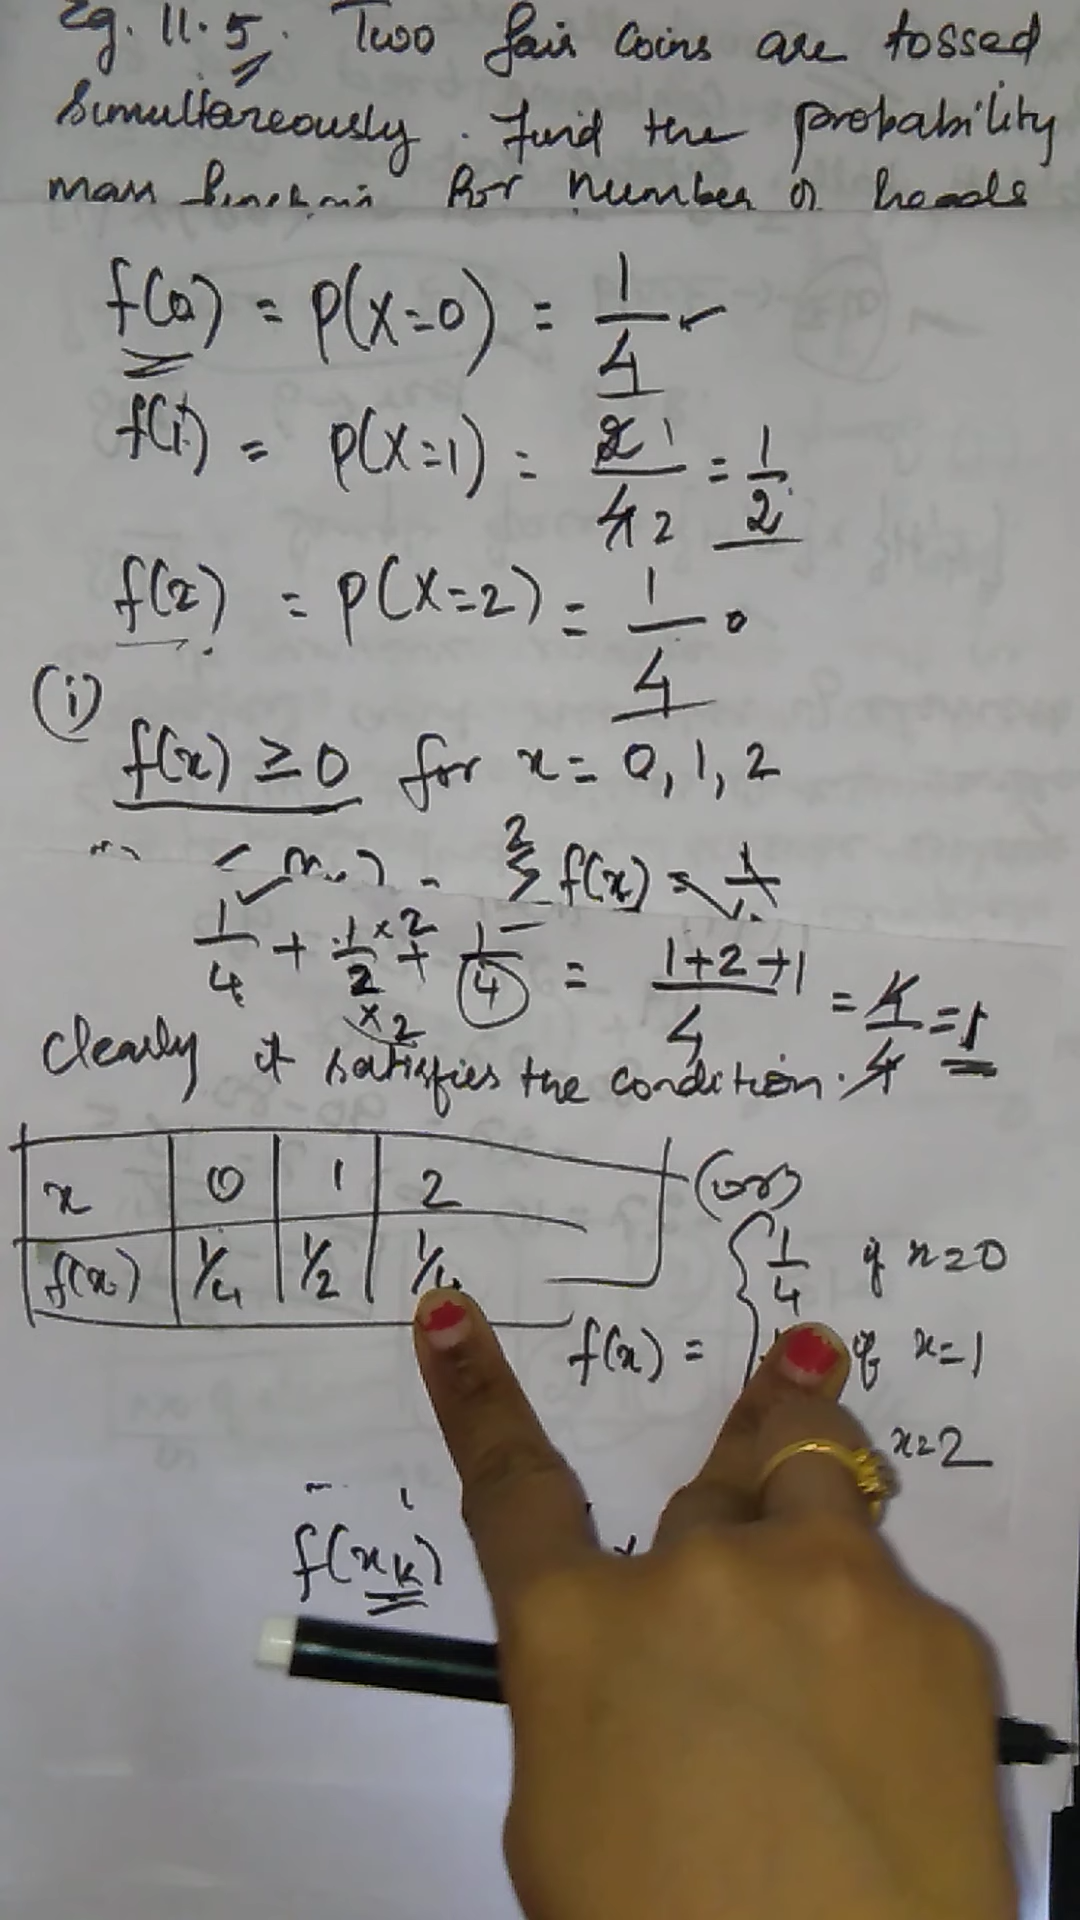 Eg. 11.5. Two fair coins are tossed
simultaneously. Find the probability
mass function for number of heads
f(0) = P(X=0) = 1/4 ✓
f(1) = P(X=1) = 2/4 = 1/2
f(2) = P(X=2) = 1/4
(i)
f(x) ≥ 0 for x = 0, 1, 2
Σ f(x) =
1/4 + 1/2 × 2/× 2 + 1/4 = 1+2+1/4 = 4/4 = 1
clearly it satisfies the condition.
x 0 1 2 (or)
f(x) 1/4 1/2 1/4
1/4 if x=0
f(x) = if x=1
x=2
f(xk)